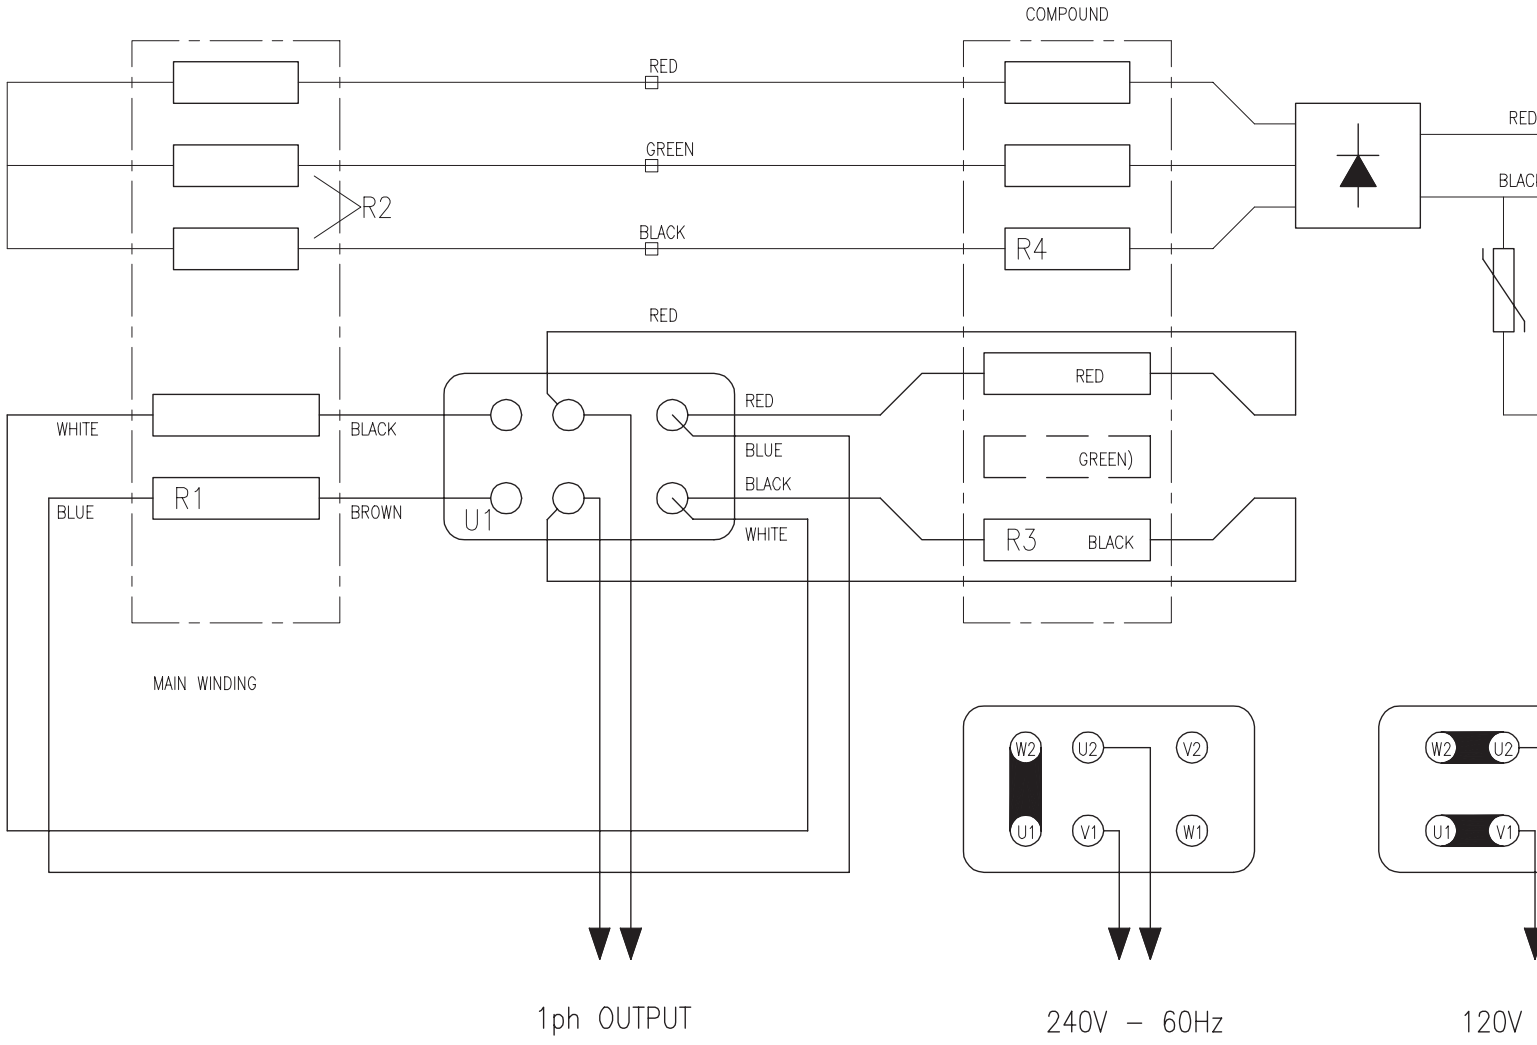 COMPOUND
RED
GREEN
BLACK
R2
R4
RED
BLACK
RED
WHITE
BLACK
RED
RED
BLUE
GREEN)
BLUE
R1
BROWN
U1
BLACK
WHITE
R3 BLACK
MAIN WINDING
W2 U2 V2
U1 V1 W1
W2 U2
U1 V1
1ph OUTPUT
240V – 60Hz
120V